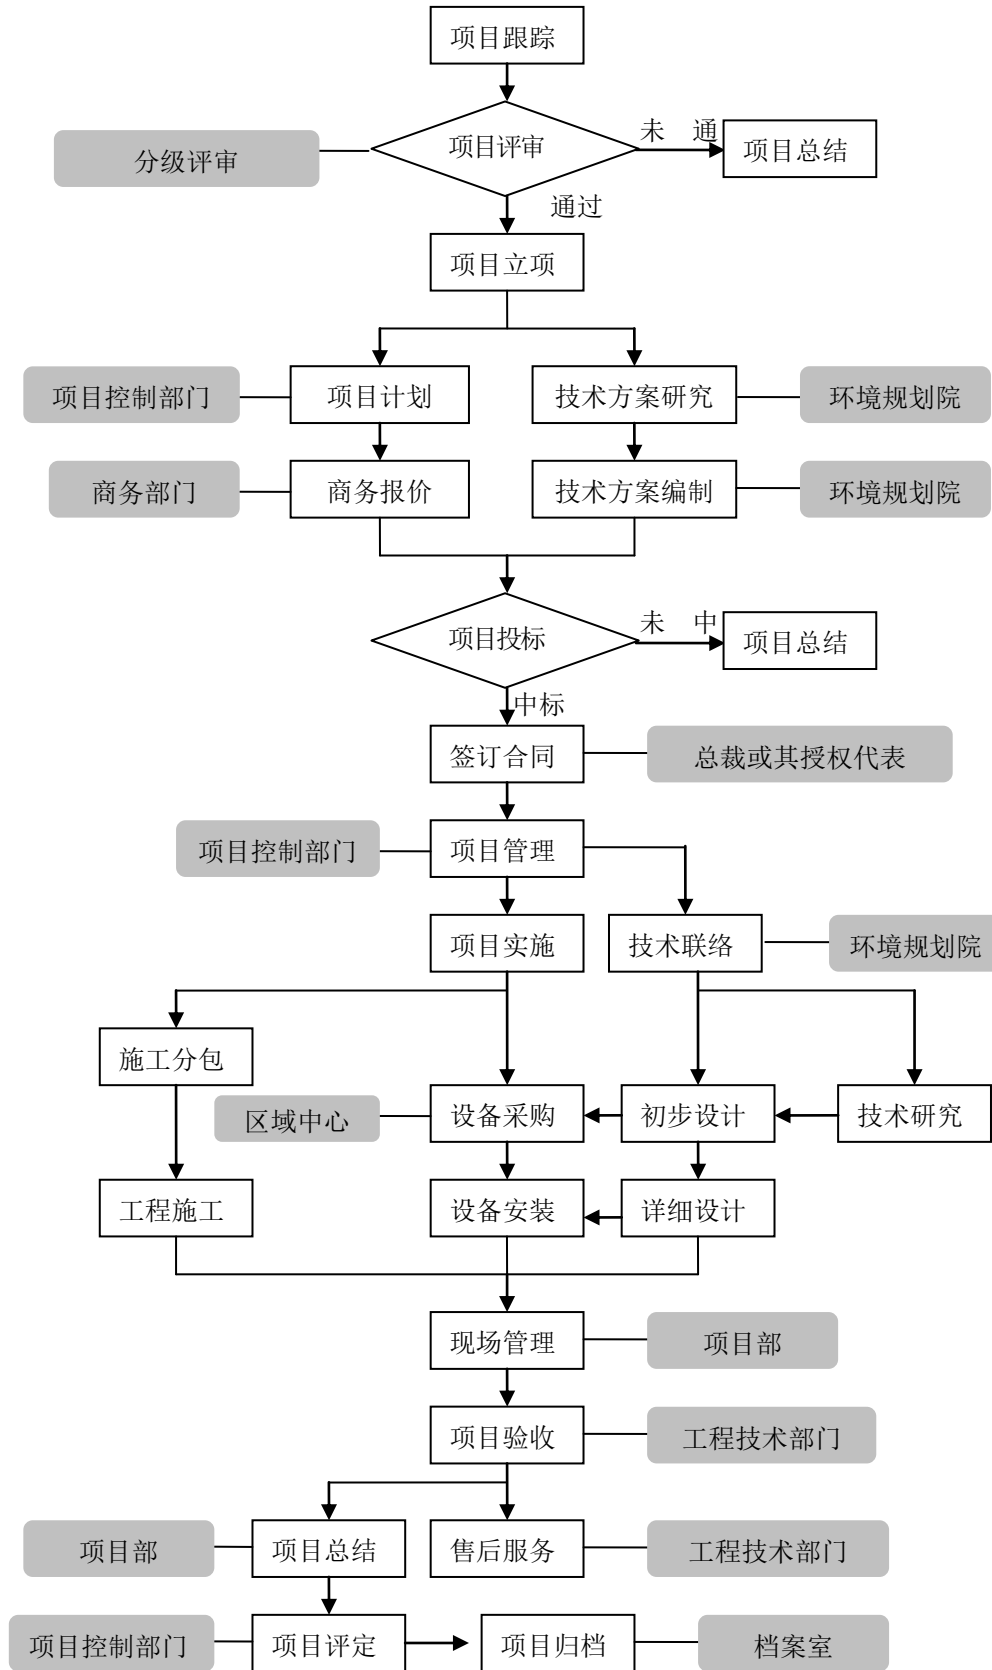 项目跟踪
分级评审
项目评审
未 通
项目总结
通过
项目立项
项目控制部门
项目计划
技术方案研究
环境规划院
商务部门
商务报价
技术方案编制
环境规划院
项目投标
未 中
项目总结
中标
签订合同
总裁或其授权代表
项目控制部门
项目管理
项目实施
技术联络
环境规划院
施工分包
区域中心
设备采购
初步设计
技术研究
工程施工
设备安装
详细设计
现场管理
项目部
项目验收
工程技术部门
项目部
项目总结
售后服务
工程技术部门
项目控制部门
项目评定
项目归档
档案室